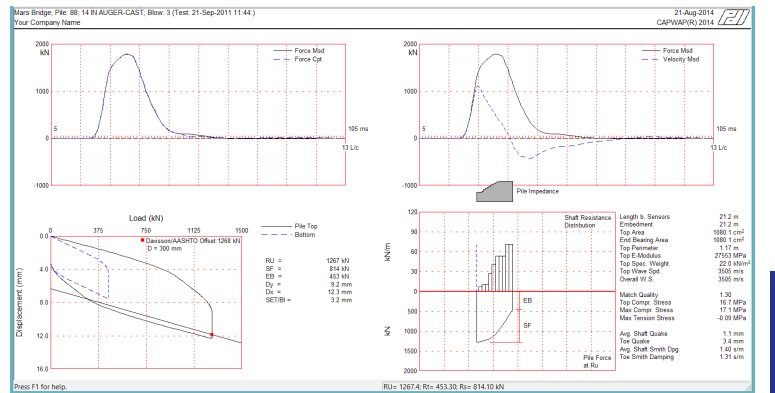 Mars Bridge; Pile: 88; 14 IN AUGER-CAST; Blow: 3 (Test: 21-Sep-2011 11:44:)
Your Company Name
21-Aug-2014
CAPWAP(R) 2014
2000
kN
1000
0
-1000
5
105 ms
13 L/c
Force Msd
Force Cpt
2000
kN
1000
0
-1000
5
105 ms
13 L/c
Force Msd
Velocity Msd
Pile Impedance
Load (kN)
0 375 750 1125 1500
0.0
4.0
8.0
12.0
16.0
Displacement (mm)
Davisson/AASHTO Offset:1268 kN
D = 300 mm
Pile Top
Bottom
RU = 1267 kN
SF = 814 kN
EB = 453 kN
Dy = 9.2 mm
Dx = 12.3 mm
SET/Bl = 3.2 mm
120
90
60
30
0
kN/m
500
1000
1500
2000
kN
Shaft Resistance
Distribution
EB
SF
Pile Force
at Ru
Length b. Sensors 21.2 m
Embedment 21.2 m
Top Area 1080.1 cm²
End Bearing Area 1080.1 cm²
Top Perimeter 1.17 m
Top E-Modulus 27553 MPa
Top Spec. Weight 22.0 kN/m³
Top Wave Spd. 3505 m/s
Overall W.S. 3505 m/s
Match Quality 1.30
Top Compr. Stress 16.7 MPa
Max Compr. Stress 17.1 MPa
Max Tension Stress -0.09 MPa
Avg. Shaft Quake 1.1 mm
Toe Quake 3.4 mm
Avg. Shaft Smith Dpg. 1.40 s/m
Toe Smith Damping 1.31 s/m
Press F1 for help.
RU= 1267.4; Rt= 453.30; Rs= 814.10 kN